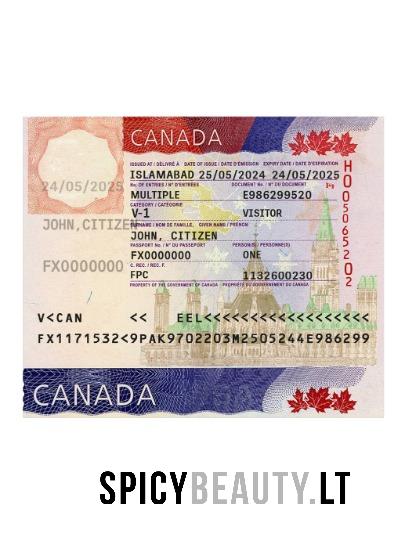 CANADA
ISSUED AT / DÉLIVRÉ À DATE OF ISSUE / DATE D'ÉMISSION EXPIRY DATE / DATE D'EXPIRATION
ISLAMABAD 25/05/2024 24/05/2025
24/05/2025
No. OF ENTRIES / Nº D'ENTRÉES DOCUMENT No. / Nº DU DOCUMENT
MULTIPLE E986299520
CATEGORY / CATÉGORIE
V-1 VISITOR
SURNAME / NOM DE FAMILLE, GIVEN NAME / PRÉNOM
JOHN, CITIZEN
JOHN,CITIZEN
PASSPORT No. / Nº DU PASSEPORT PERSON(S) / PERSONNE(S)
FX0000000 ONE
FX0000000
C. REC. / F. REC.
FPC 1132600230
PROPERTY OF THE GOVERNMENT OF CANADA / PROPRIÉTÉ DU GOUVERNEMENT DU CANADA
H005065202
V<CAN << EEL<<<<<<<<<<<<<<<<<<
FX1171532<9PAK9702203M2505244E986299
CANADA
SPICYBEAUTY.LT